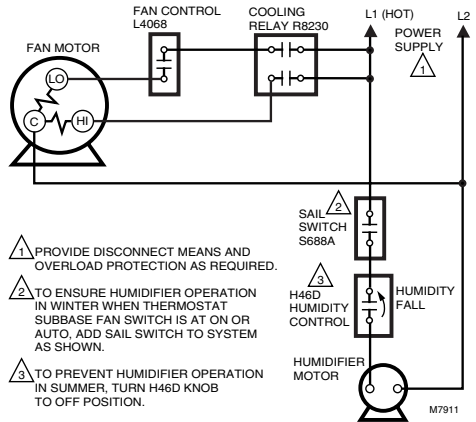 FAN CONTROL
L4068
COOLING
RELAY R8230
L1 (HOT)
L2
POWER
SUPPLY
1
FAN MOTOR
LO
C
HI
2
SAIL
SWITCH
S688A
3
H46D
HUMIDITY
CONTROL
HUMIDITY
FALL
HUMIDIFIER
MOTOR
1 PROVIDE DISCONNECT MEANS AND
OVERLOAD PROTECTION AS REQUIRED.
2 TO ENSURE HUMIDIFIER OPERATION
IN WINTER WHEN THERMOSTAT
SUBBASE FAN SWITCH IS AT ON OR
AUTO, ADD SAIL SWITCH TO SYSTEM
AS SHOWN.
3 TO PREVENT HUMIDIFIER OPERATION
IN SUMMER, TURN H46D KNOB
TO OFF POSITION.
M7911